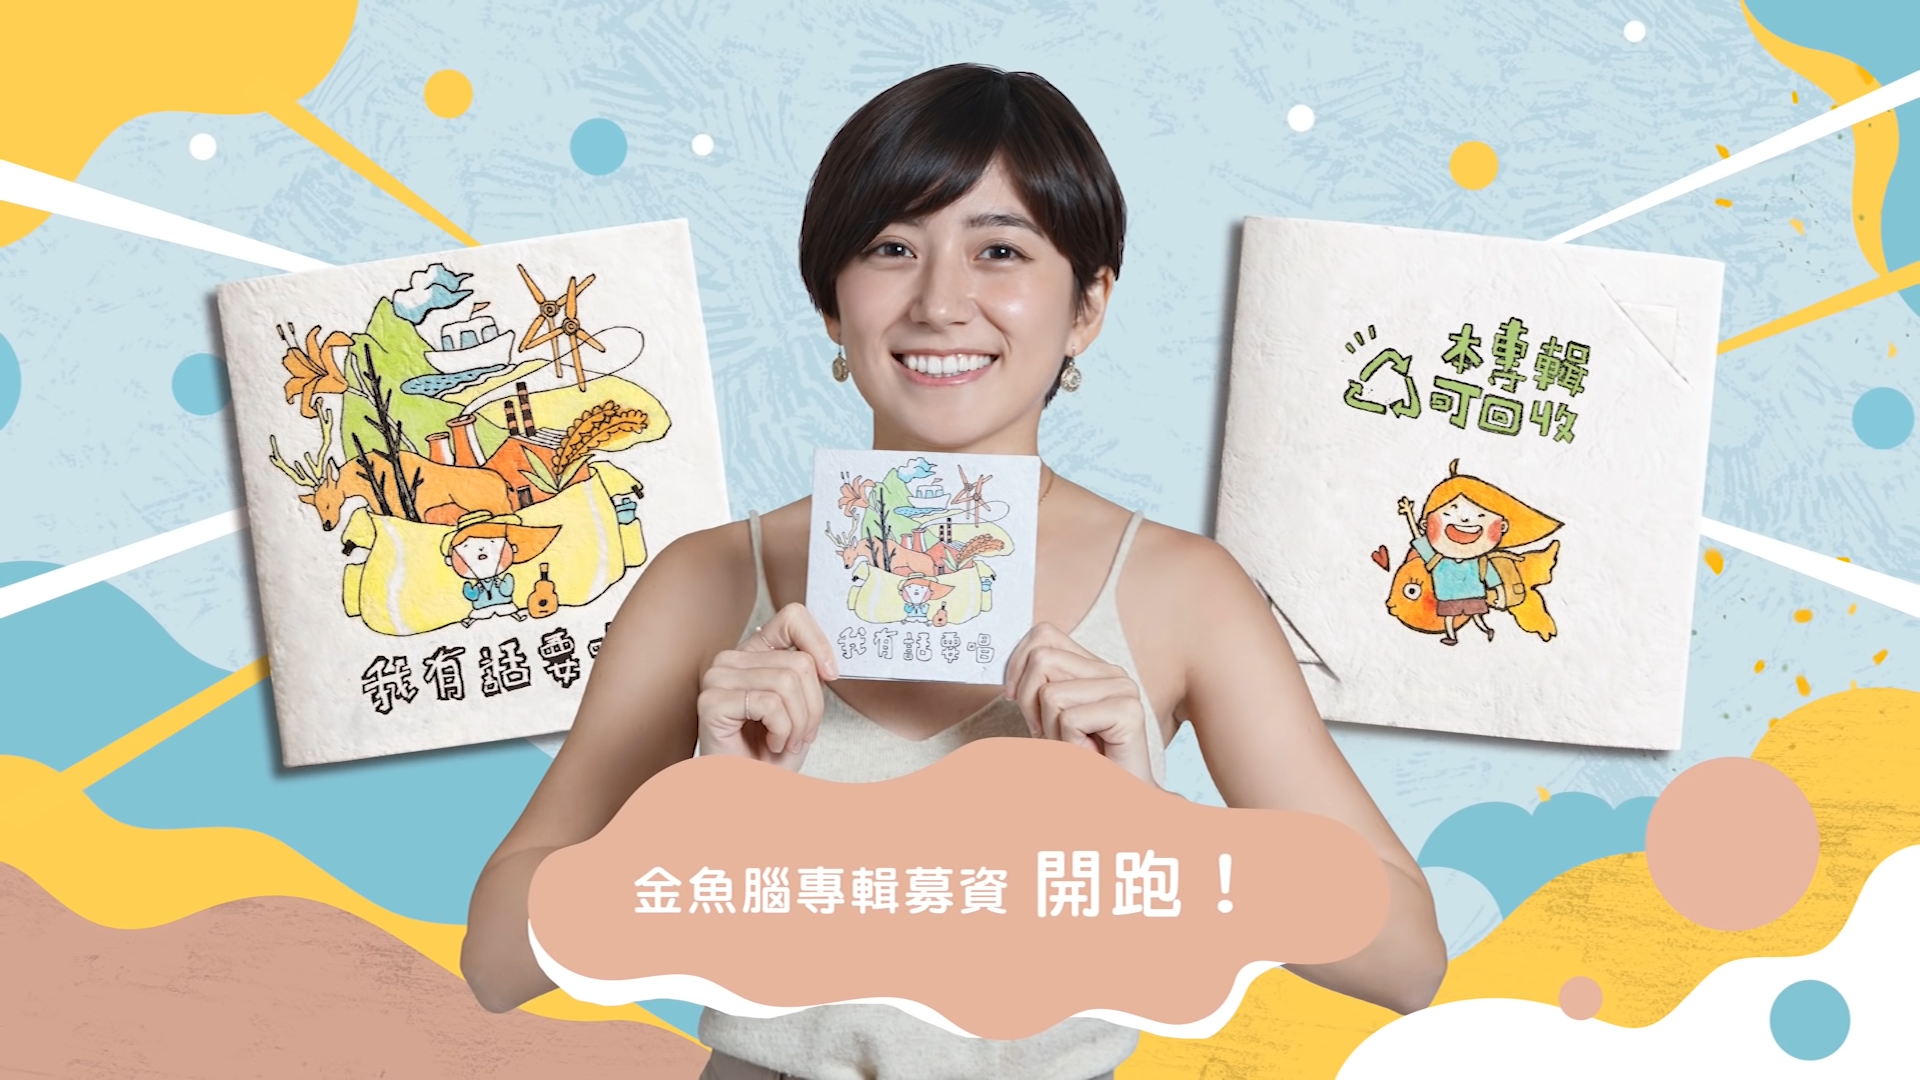 我有話要
我有話要唱
本專輯
可回收
金魚腦專輯募資 開跑！